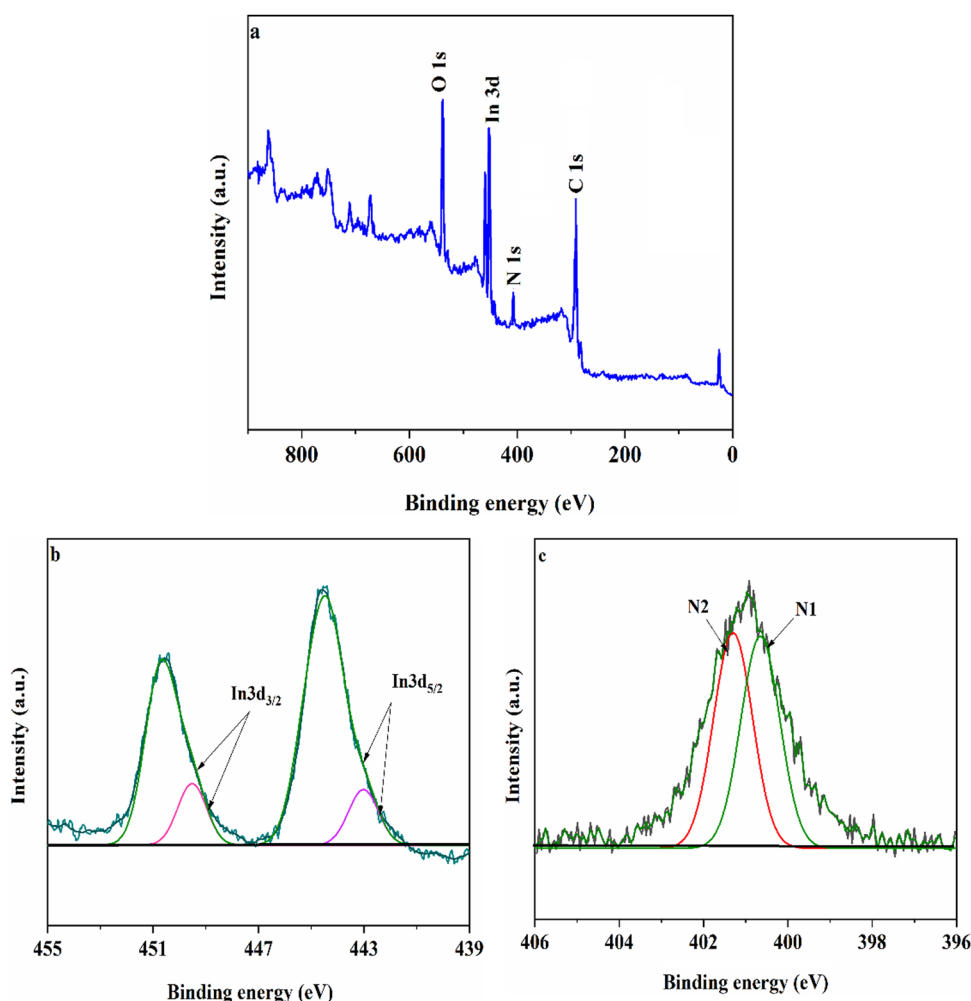 a
O 1s
In 3d
N 1s
C 1s
Intensity (a.u.)
800 600 400 200 0
Binding energy (eV)
b
In3d3/2
In3d5/2
Intensity (a.u.)
455 451 447 443 439
Binding energy (eV)
c
N2 N1
Intensity (a.u.)
406 404 402 400 398 396
Binding energy (eV)